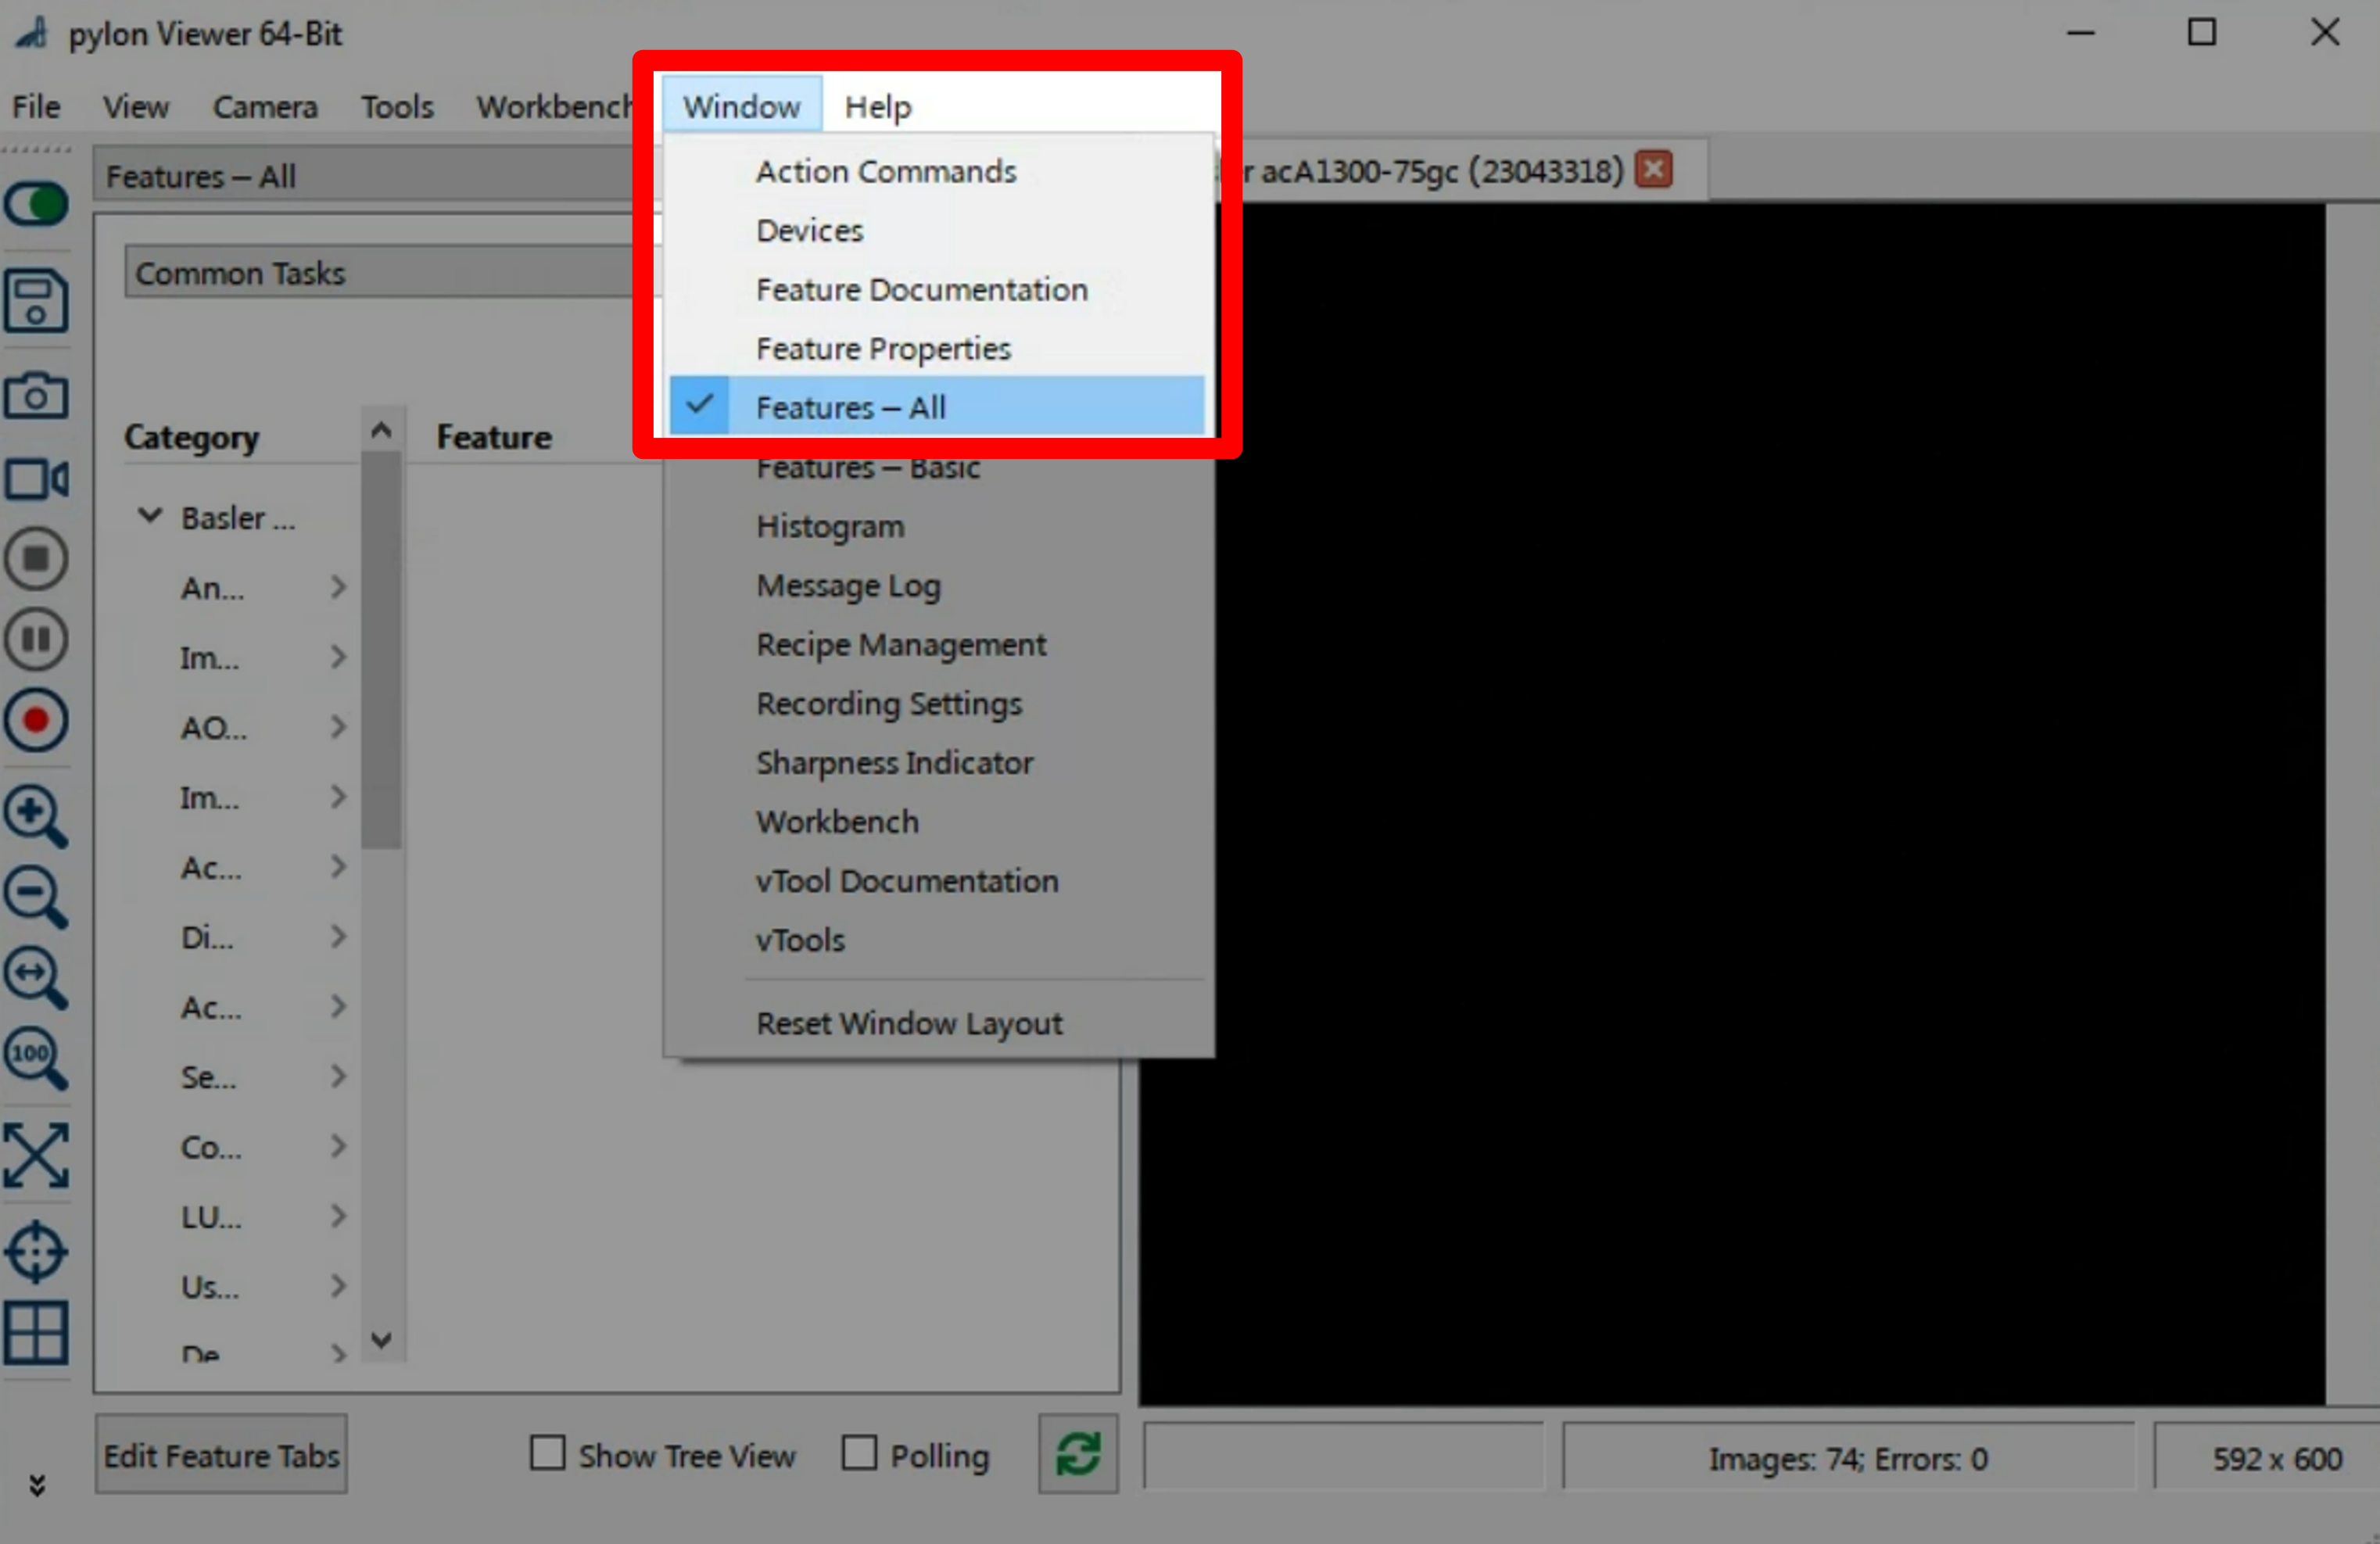 pylon Viewer 64-Bit
File View Camera Tools Workbench Window Help
Features – All
Common Tasks
Category
Feature
Basler ...
An...
Im...
AO...
Im...
Ac...
Di...
Ac...
Se...
Co...
LU...
Us...
De
Action Commands
Devices
Feature Documentation
Feature Properties
Features – All
Features – Basic
Histogram
Message Log
Recipe Management
Recording Settings
Sharpness Indicator
Workbench
vTool Documentation
vTools
Reset Window Layout
er acA1300-75gc (23043318)
100
Edit Feature Tabs
Show Tree View
Polling
Images: 74; Errors: 0
592 x 600